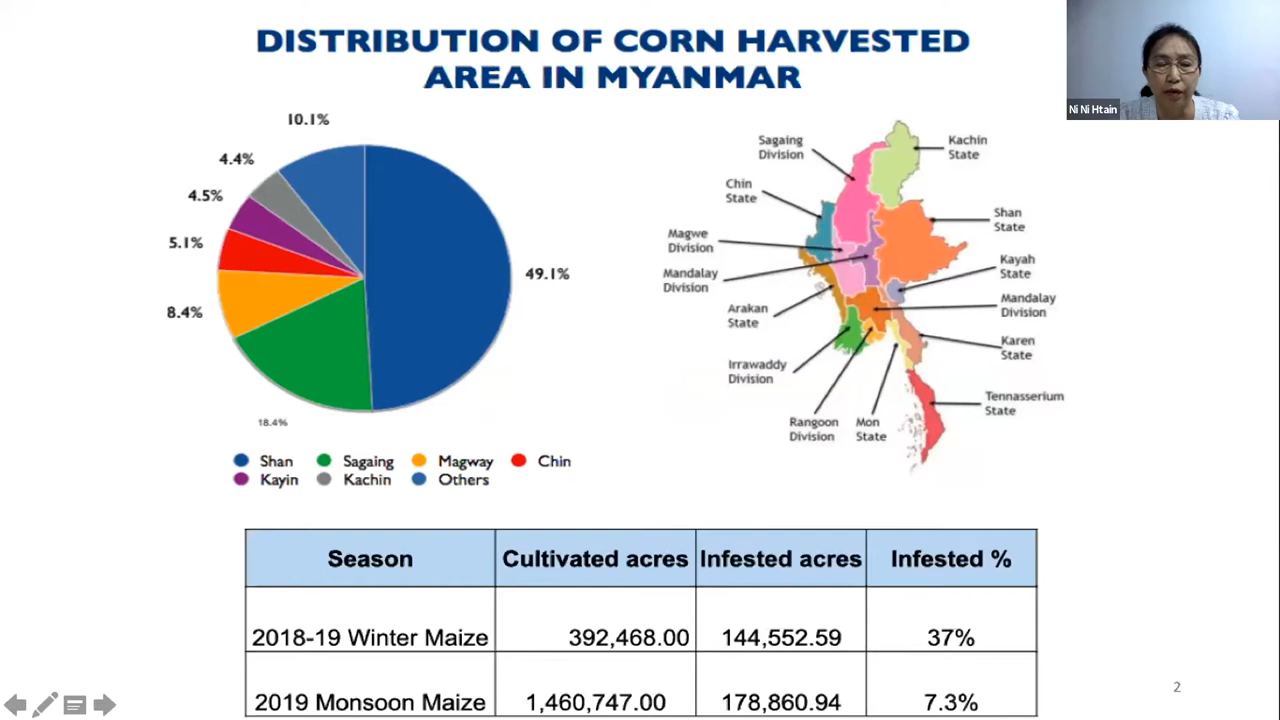 DISTRIBUTION OF CORN HARVESTED
AREA IN MYANMAR
Ni Ni Htain
10.1%
4.4%
4.5%
5.1%
8.4%
18.4%
49.1%
Shan
Sagaing
Magway
Chin
Kayin
Kachin
Others
Sagaing
Division
Kachin
State
Chin
State
Shan
State
Magwe
Division
Kayah
State
Mandalay
Division
Mandalay
Division
Arakan
State
Karen
State
Irrawaddy
Division
Tennasserium
State
Rangoon
Division
Mon
State
Season Cultivated acres Infested acres Infested %
2018-19 Winter Maize 392,468.00 144,552.59 37%
2019 Monsoon Maize 1,460,747.00 178,860.94 7.3%
2